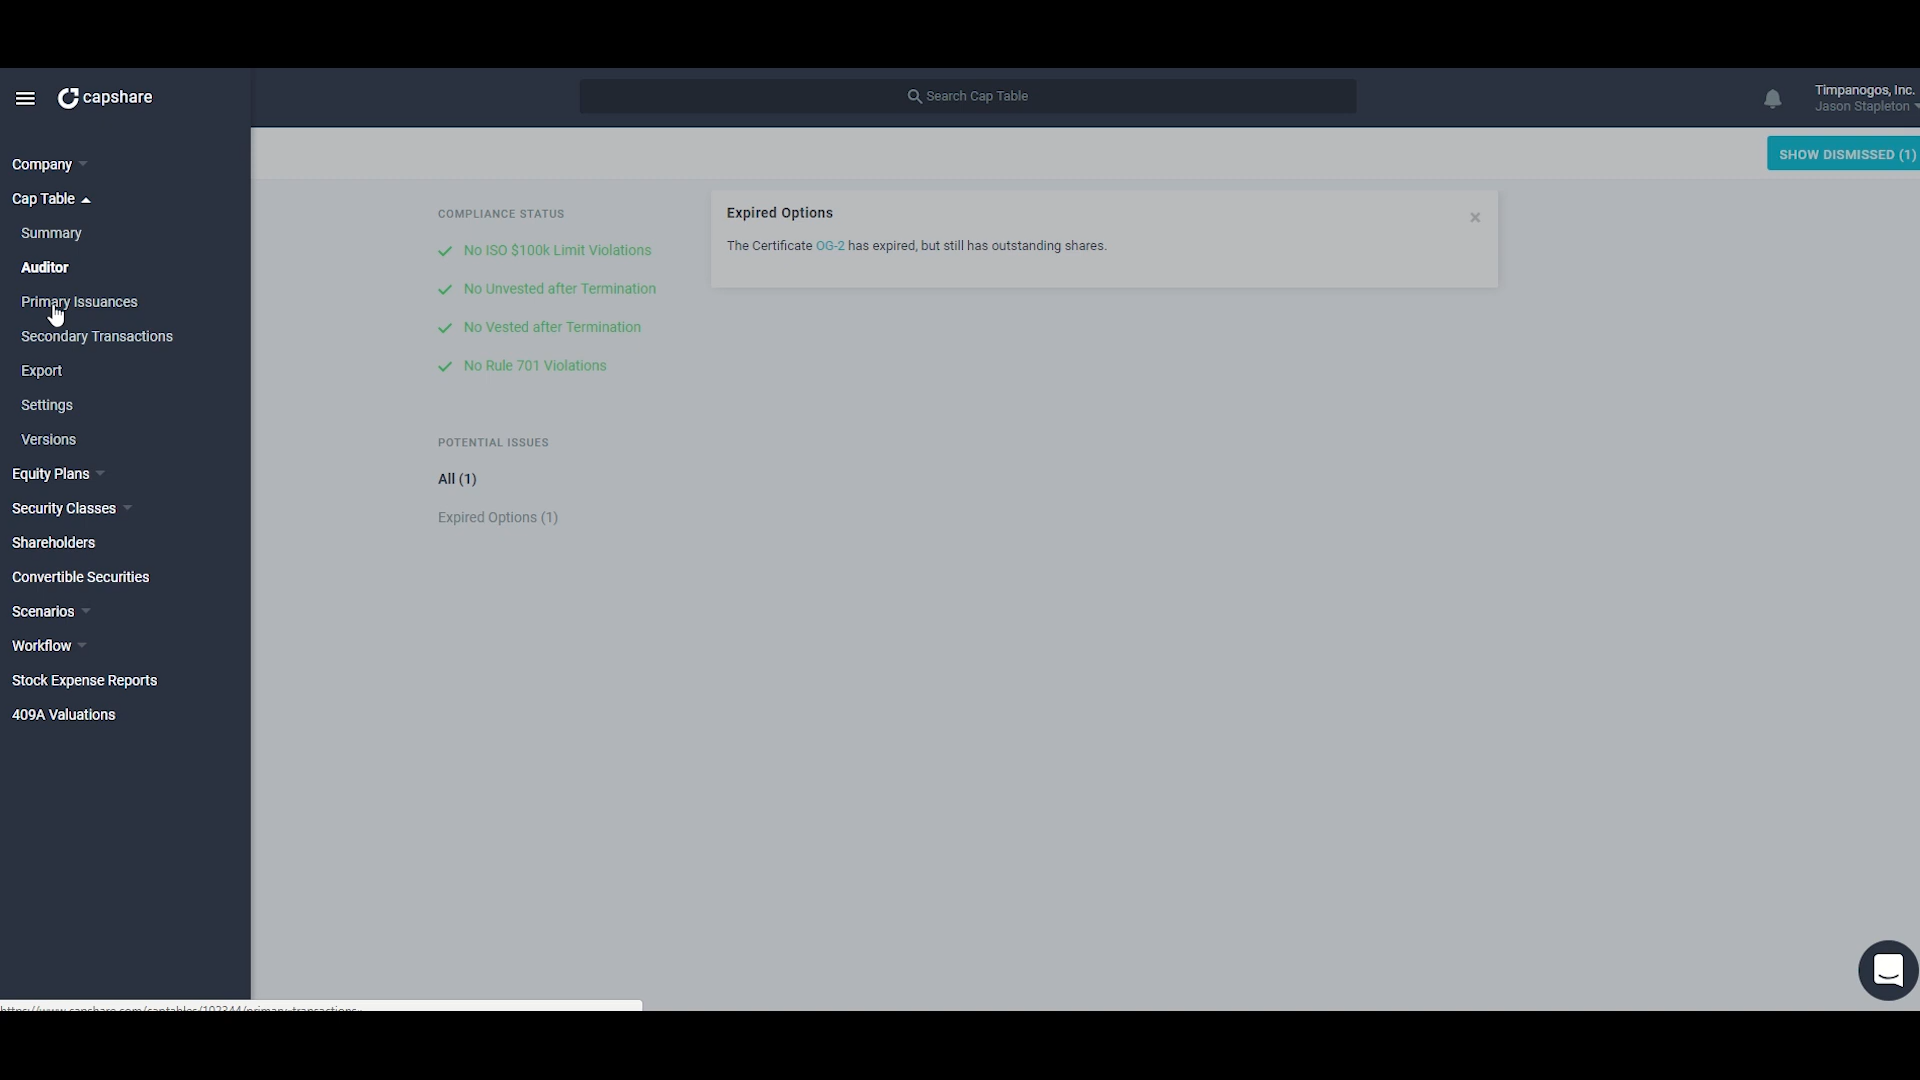 capshare
Search Cap Table
Timpanogos, Inc.
Jason Stapleton
SHOW DISMISSED (1)
Company
Cap Table
Summary
Auditor
Primary Issuances
Secondary Transactions
Export
Settings
Versions
Equity Plans
Security Classes
Shareholders
Convertible Securities
Scenarios
Workflow
Stock Expense Reports
409A Valuations
COMPLIANCE STATUS
No ISO $100k Limit Violations
No Unvested after Termination
No Vested after Termination
No Rule 701 Violations
POTENTIAL ISSUES
All (1)
Expired Options (1)
Expired Options
The Certificate OG-2 has expired, but still has outstanding shares.